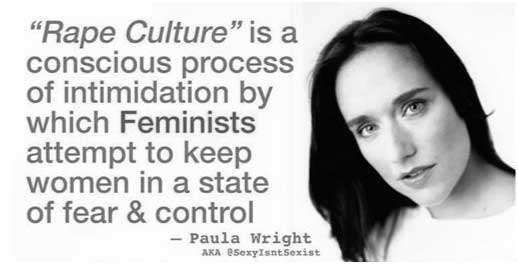 “Rape Culture” is a
conscious process
of intimidation by
which Feminists
attempt to keep
women in a state
of fear & control
— Paula Wright
AKA @SexyIsntSexist